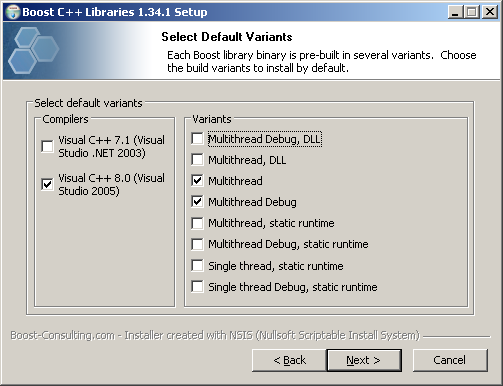 Boost C++ Libraries 1.34.1 Setup
Select Default Variants
Each Boost library binary is pre-built in several variants. Choose
the build variants to install by default.
Select default variants
Compilers
Visual C++ 7.1 (Visual
Studio .NET 2003)
Visual C++ 8.0 (Visual
Studio 2005)
Variants
Multithread Debug, DLL
Multithread, DLL
Multithread
Multithread Debug
Multithread, static runtime
Multithread Debug, static runtime
Single thread, static runtime
Single thread Debug, static runtime
Boost-Consulting.com - Installer created with NSIS (Nullsoft Scriptable Install System)
< Back
Next >
Cancel